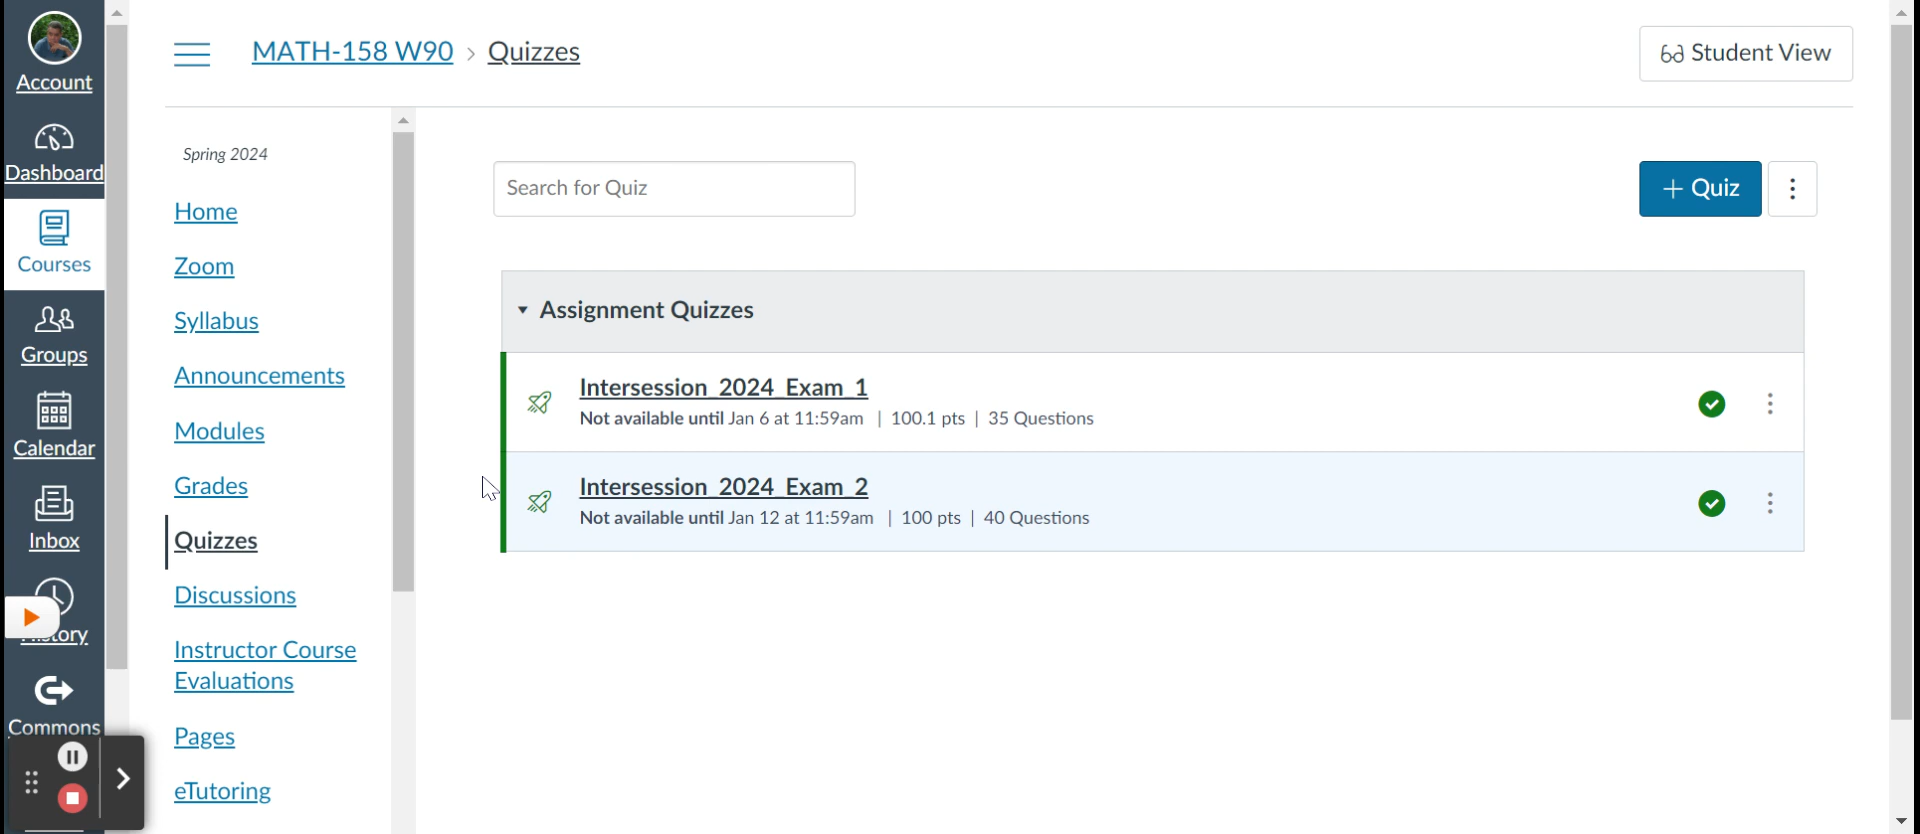 Account
Dashboard
Courses
Groups
Calendar
Inbox
Commons
MATH-158 W90 > Quizzes
Student View
Spring 2024
Home
Zoom
Syllabus
Announcements
Modules
Grades
Quizzes
Discussions
Instructor Course
Evaluations
Pages
eTutoring
Search for Quiz
+ Quiz
Assignment Quizzes
Intersession_2024_Exam_1
Not available until Jan 6 at 11:59am | 100.1 pts | 35 Questions
Intersession_2024_Exam_2
Not available until Jan 12 at 11:59am | 100 pts | 40 Questions